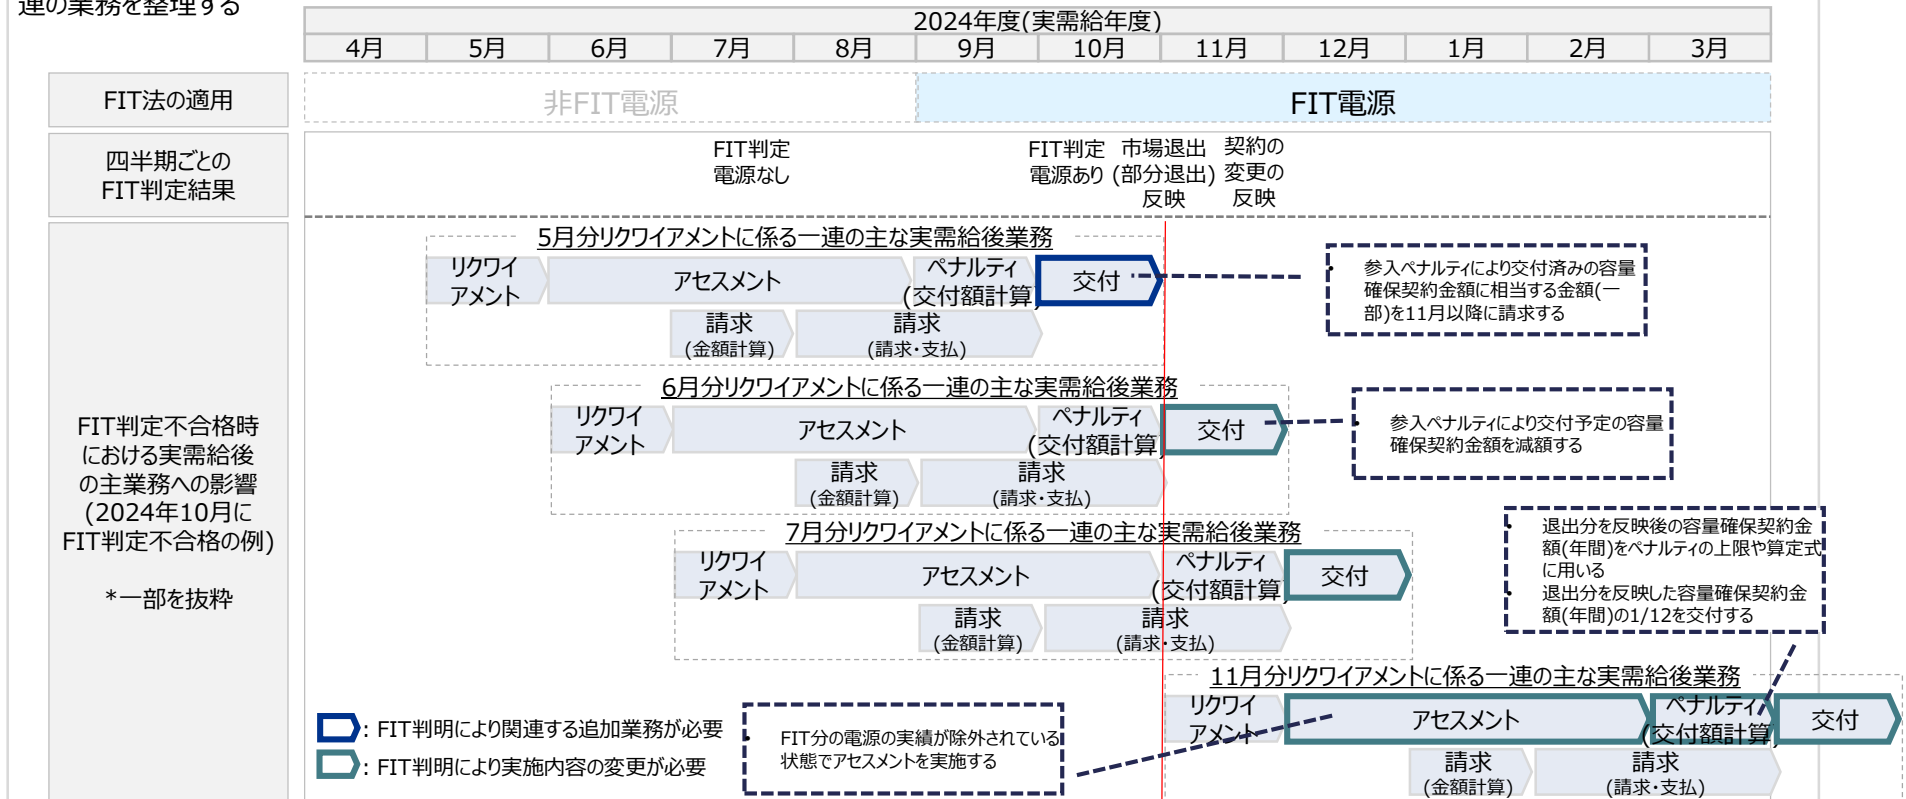 連の業務を整理する
2024年度(実需給年度)
4月 5月 6月 7月 8月 9月 10月 11月 12月 1月 2月 3月
FIT法の適用
非FIT電源
FIT電源
四半期ごとの
FIT判定結果
FIT判定
電源なし
FIT判定
電源あり
市場退出
(部分退出)
反映
契約の
変更の
反映
FIT判定不合格時
における実需給後
の主業務への影響
(2024年10月に
FIT判定不合格の例)
*一部を抜粋
5月分リクワイアメントに係る一連の主な実需給後業務
リクワイ
アメント
アセスメント
ペナルティ
(交付額計算)
交付
請求
(金額計算)
請求
(請求・支払)
• 参入ペナルティにより交付済みの容量
確保契約金額に相当する金額(一
部)を11月以降に請求する
6月分リクワイアメントに係る一連の主な実需給後業務
リクワイ
アメント
アセスメント
ペナルティ
(交付額計算)
交付
請求
(金額計算)
請求
(請求・支払)
• 参入ペナルティにより交付予定の容量
確保契約金額を減額する
7月分リクワイアメントに係る一連の主な実需給後業務
リクワイ
アメント
アセスメント
ペナルティ
(交付額計算)
交付
請求
(金額計算)
請求
(請求・支払)
• 退出分を反映後の容量確保契約金
額(年間)をペナルティの上限や算定式
に用いる
• 退出分を反映した容量確保契約金
額(年間)の1/12を交付する
11月分リクワイアメントに係る一連の主な実需給後業務
リクワイ
アメント
アセスメント
ペナルティ
(交付額計算)
交付
請求
(金額計算)
請求
(請求・支払)
: FIT判明により関連する追加業務が必要
: FIT判明により実施内容の変更が必要
• FIT分の電源の実績が除外されている
状態でアセスメントを実施する